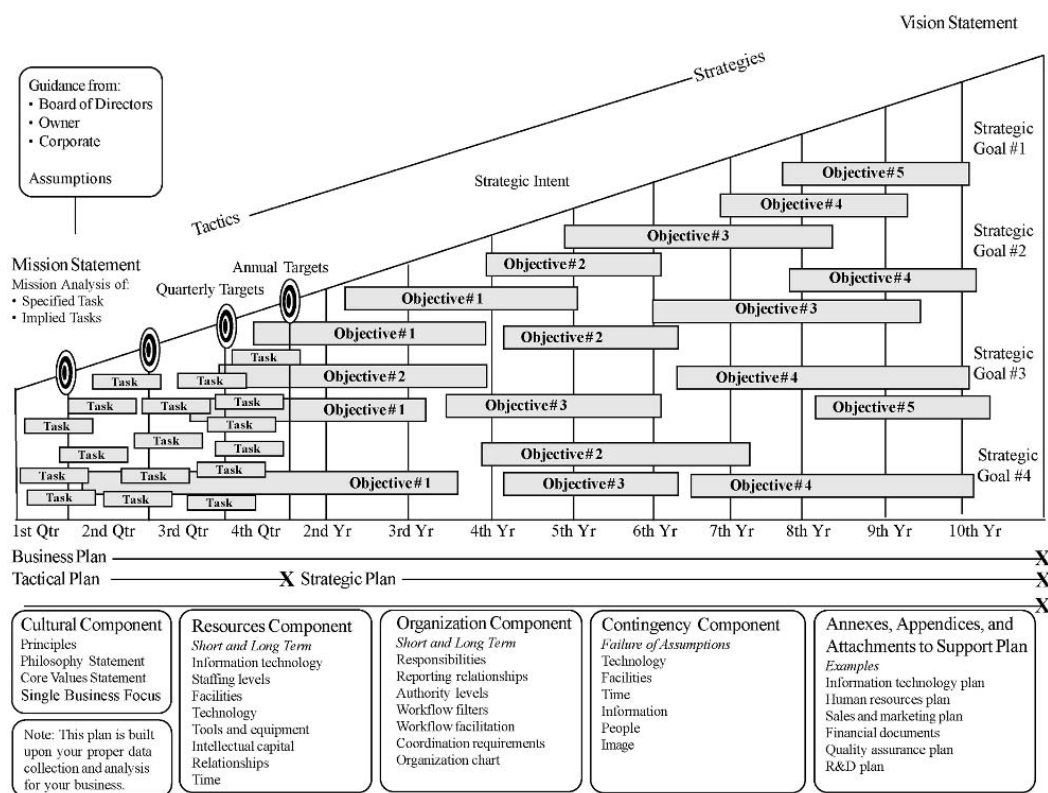 Vision Statement
Guidance from:
• Board of Directors
• Owner
• Corporate
Assumptions
Strategies
Tactics
Strategic Intent
Strategic
Goal #1
Objective#5
Objective#4
Objective#3
Strategic
Goal #2
Objective#2
Objective#4
Mission Statement
Mission Analysis of:
• Specified Task
• Implied Tasks
Annual Targets
Quarterly Targets
Objective#1
Objective#3
Objective#1
Objective#2
Task
Strategic
Goal #3
Task
Task
Objective#2
Objective#4
Task
Task
Task
Objective#1
Objective#3
Objective#5
Task
Task
Task
Task
Task
Objective#2
Strategic
Goal #4
Task
Task
Task
Objective#1
Objective#3
Objective#4
Task
Task
Task
1st Qtr
2nd Qtr
3rd Qtr
4th Qtr
2nd Yr
3rd Yr
4th Yr
5th Yr
6th Yr
7th Yr
8th Yr
9th Yr
10th Yr
Business Plan
X
Tactical Plan
X
Strategic Plan
X
X
Cultural Component
Principles
Philosophy Statement
Core Values Statement
Single Business Focus
Note: This plan is built
upon your proper data
collection and analysis
for your business.
Resources Component
Short and Long Term
Information technology
Staffing levels
Facilities
Technology
Tools and equipment
Intellectual capital
Relationships
Time
Organization Component
Short and Long Term
Responsibilities
Reporting relationships
Authority levels
Workflow filters
Workflow facilitation
Coordination requirements
Organization chart
Contingency Component
Failure of Assumptions
Technology
Facilities
Time
Information
People
Image
Annexes, Appendices, and
Attachments to Support Plan
Examples
Information technology plan
Human resources plan
Sales and marketing plan
Financial documents
Quality assurance plan
R&D plan